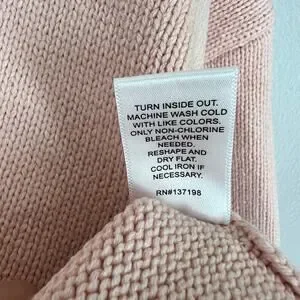 TURN INSIDE OUT.
MACHINE WASH COLD
WITH LIKE COLORS.
ONLY NON-CHLORINE
BLEACH WHEN
NEEDED.
RESHAPE AND
DRY FLAT.
COOL IRON IF
NECESSARY.
RN#137198